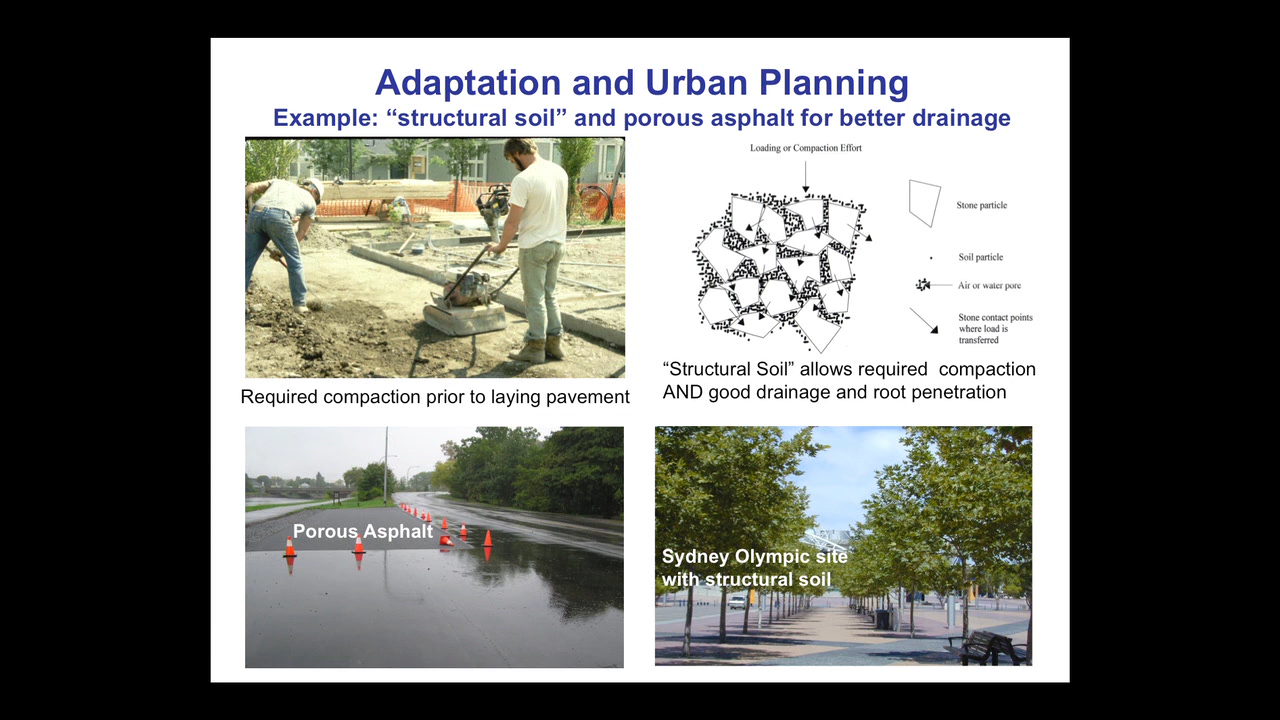 Adaptation and Urban Planning
Example: “structural soil” and porous asphalt for better drainage
Loading or Compaction Effort
Stone particle
Soil particle
Air or water pore
Stone contact points
where load is
transferred
Required compaction prior to laying pavement
“Structural Soil” allows required compaction
AND good drainage and root penetration
Porous Asphalt
Sydney Olympic site
with structural soil